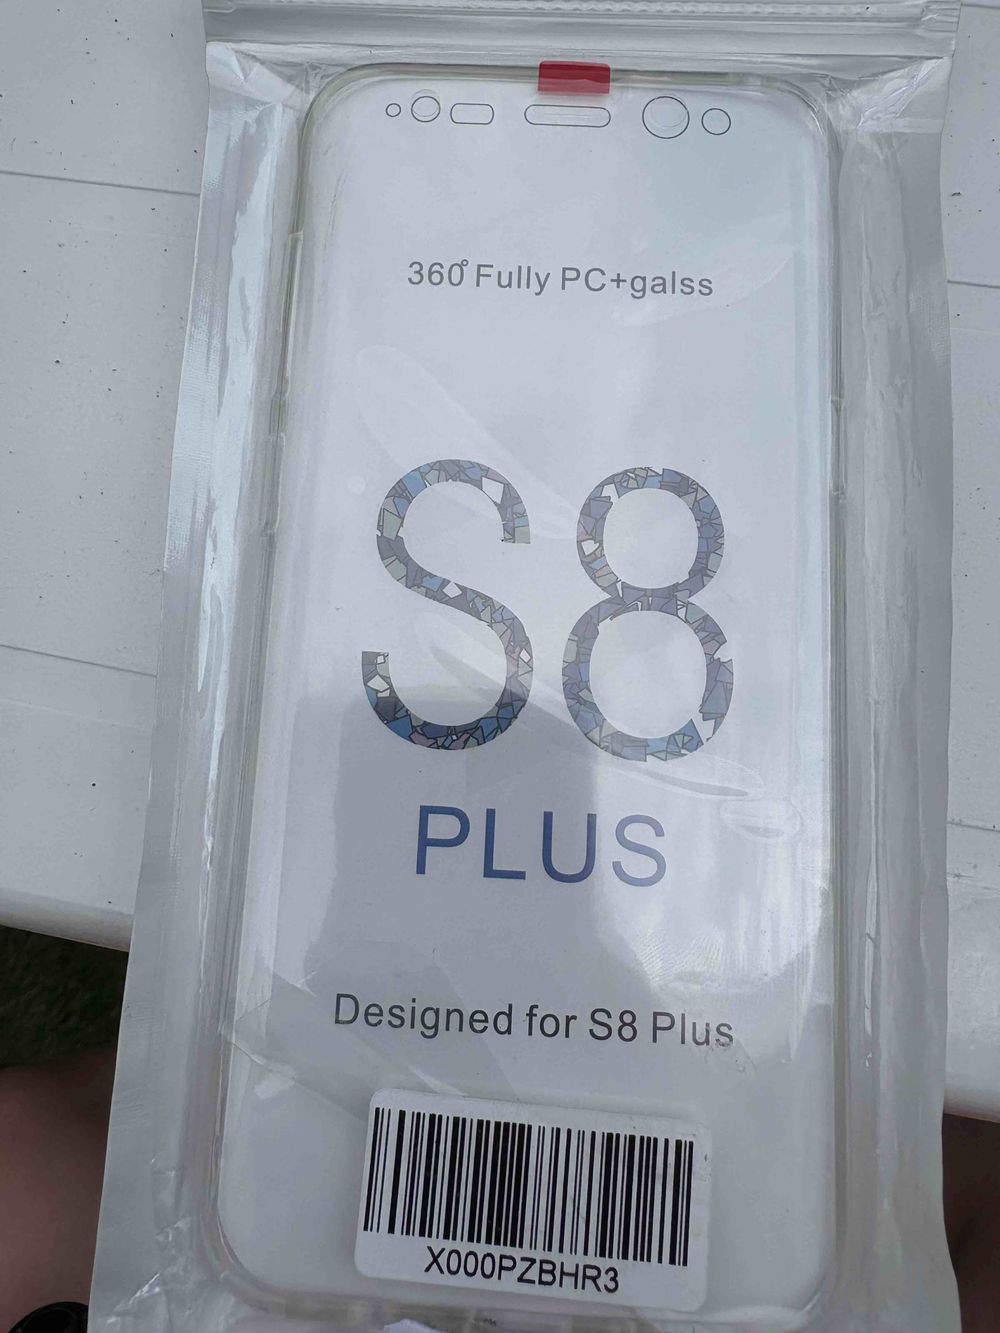 360° Fully PC+galss
S8
PLUS
Designed for S8 Plus
X000PZBHR3